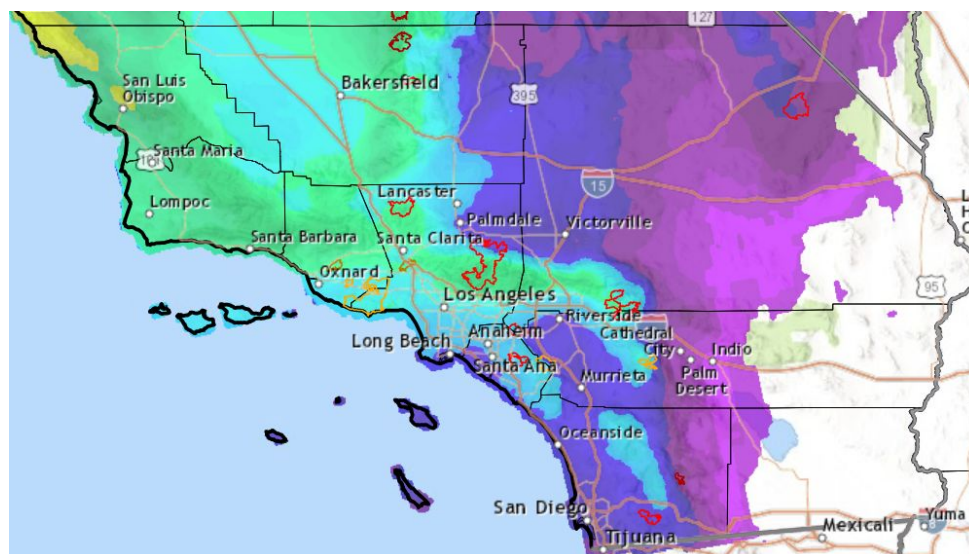 127
San Luis
Obispo
Bakersfield
395
Santa Maria
Lancaster
15
Lompoc
Palmdale
Victorville
Santa Barbara
Santa Clarita
Oxnard
95
Los Angeles
Riverside
Long Beach
Anaheim
Cathedral
City
Indio
Santa Ana
Palm
Desert
Murrieta
Oceanside
San Diego
Mexicali
Yuma
8
Tijuana